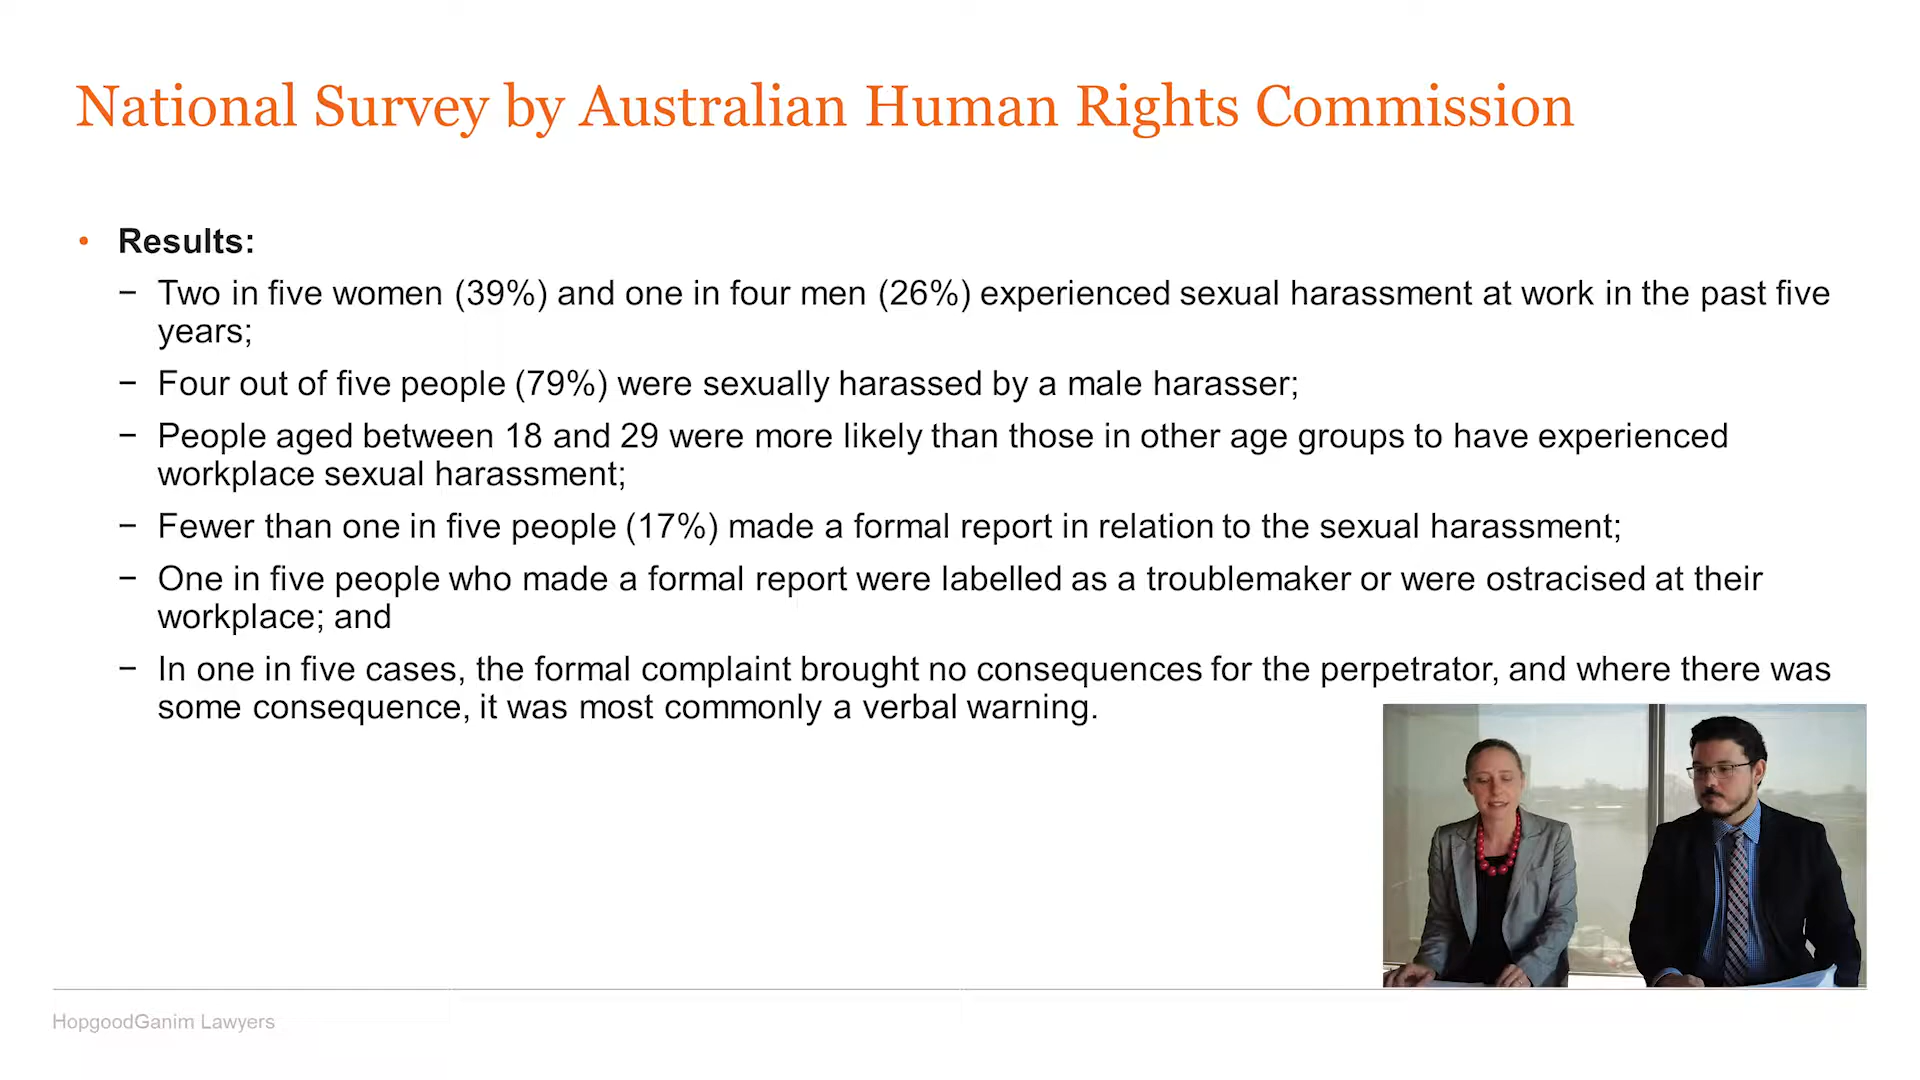 National Survey by Australian Human Rights Commission
• Results:
− Two in five women (39%) and one in four men (26%) experienced sexual harassment at work in the past five
years;
− Four out of five people (79%) were sexually harassed by a male harasser;
− People aged between 18 and 29 were more likely than those in other age groups to have experienced
workplace sexual harassment;
− Fewer than one in five people (17%) made a formal report in relation to the sexual harassment;
− One in five people who made a formal report were labelled as a troublemaker or were ostracised at their
workplace; and
− In one in five cases, the formal complaint brought no consequences for the perpetrator, and where there was
some consequence, it was most commonly a verbal warning.
HopgoodGanim Lawyers